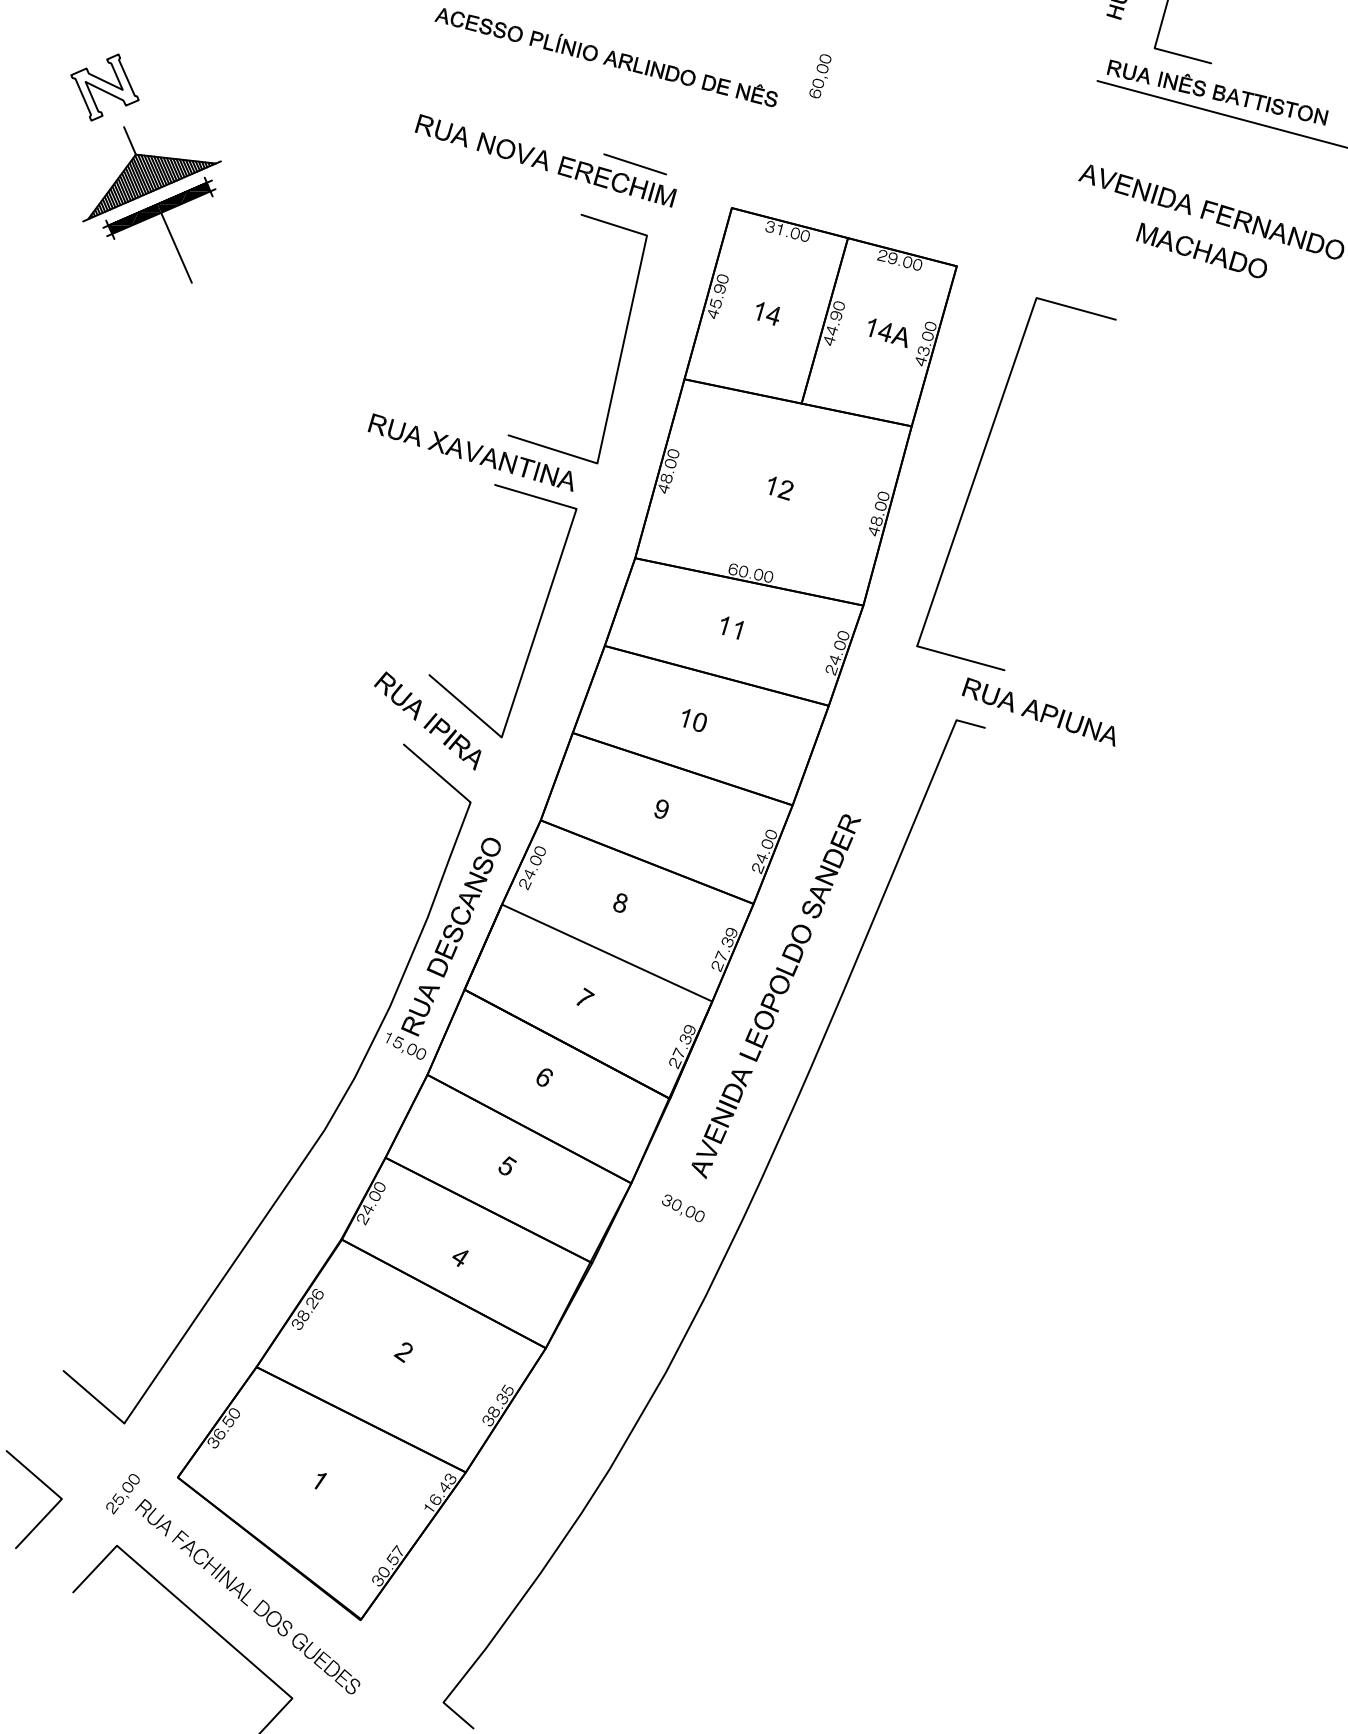 ACESSO PLÍNIO ARLINDO DE NÊS
60,00
RUA INÊS BATTISTON
N
RUA NOVA ERECHIM
AVENIDA FERNANDO
MACHADO
31.00
29.00
45.90
14
44.90
14A
43.00
RUA XAVANTINA
48.00
12
48.00
60.00
11
24.00
RUA IPIRA
10
RUA APIUNA
9
24.00
RUA DESCANSO
24.00
8
AVENIDA LEOPOLDO SANDER
27.39
7
15,00
27.39
6
5
24.00
30,00
4
38.26
2
38.35
36.50
1
16.43
25,00
RUA FACHINAL DOS GUEDES
30.57